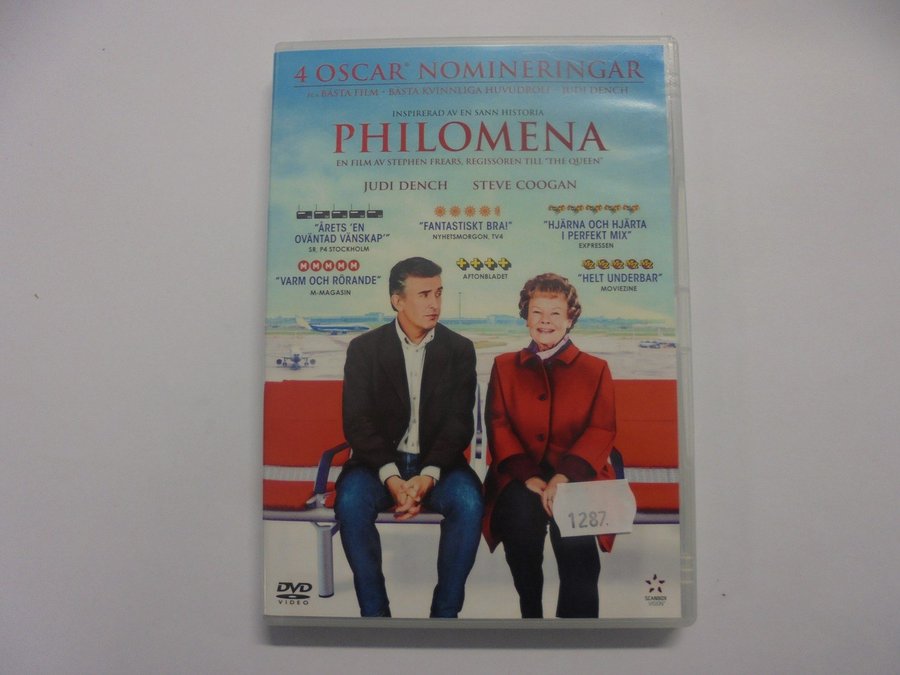 4 OSCAR® NOMINERINGAR
BL.A BÄSTA FILM - BÄSTA KVINNLIGA HUVUDROLL - JUDI DENCH
INSPIRERAD AV EN SANN HISTORIA
PHILOMENA
EN FILM AV STEPHEN FREARS, REGISSÖREN TILL "THE QUEEN"
JUDI DENCH STEVE COOGAN
"ÅRETS 'EN
OVÄNTAD VÄNSKAP'"
SR, P4 STOCKHOLM
"FANTASTISKT BRA!"
NYHETSMORGON, TV4
"HJÄRNA OCH HJÄRTA
I PERFEKT MIX"
EXPRESSEN
M M M M M
"VARM OCH RÖRANDE"
M-MAGASIN
AFTONBLADET
"HELT UNDERBAR"
MOVIEZINE
1287.
DVD
VIDEO
SCANBOX
VISION